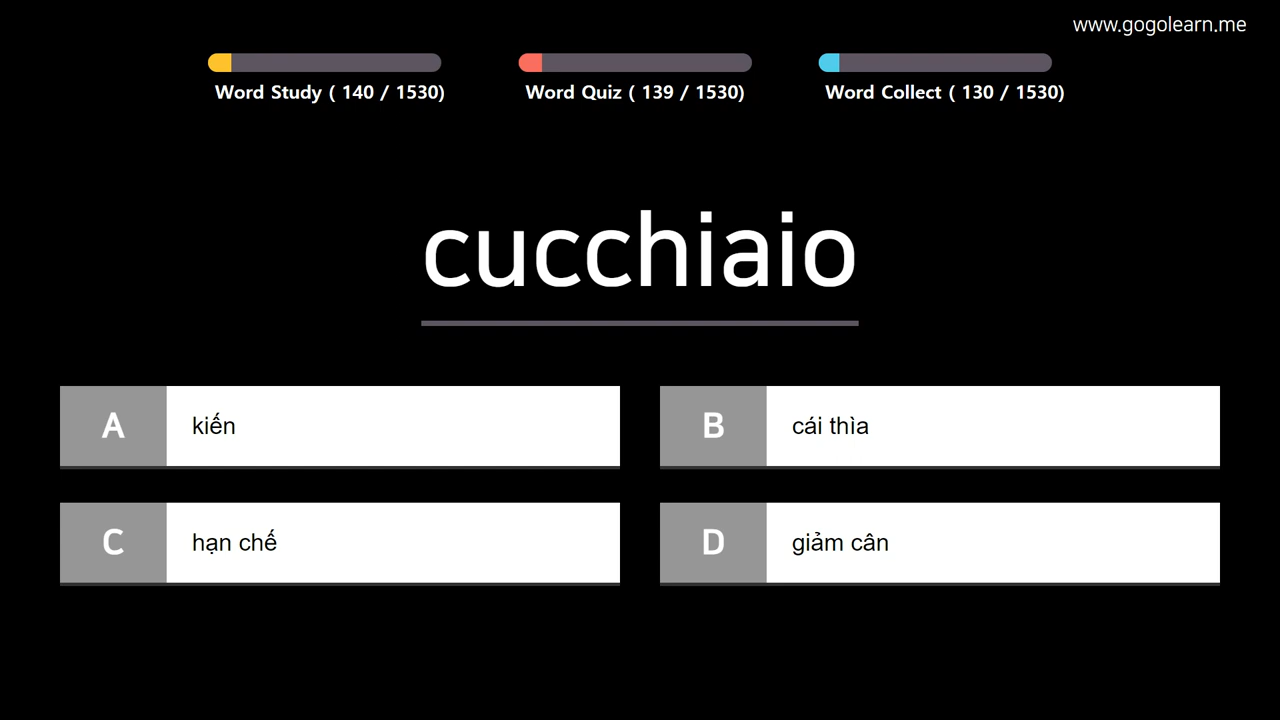 www.gogolearn.me
Word Study ( 140 / 1530)
Word Quiz ( 139 / 1530)
Word Collect ( 130 / 1530)
cucchiaio
A kiến
B cái thìa
C hạn chế
D giảm cân